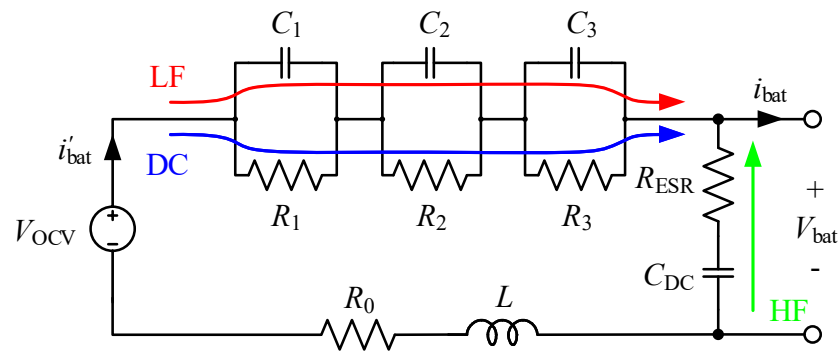 C1 C2 C3
LF
ibat
i′bat
DC
RESR
R1 R2 R3
+
VOCV
+
-
Vbat
-
CDC
R0 L
HF